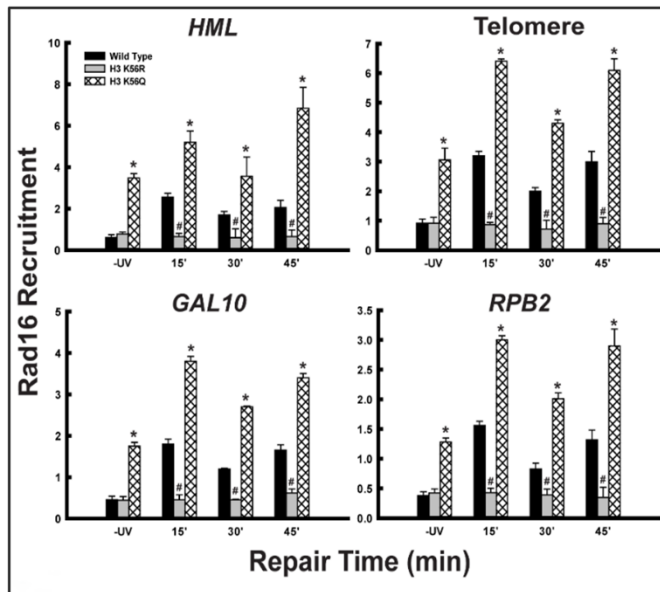 HML
Telomere
Wild Type
H3 K56R
H3 K56Q
10
8
6
4
2
0
* * * *
# # #
-UV 15' 30' 45'
7
6
5
4
3
2
1
0
* * * *
# # #
-UV 15' 30' 45'
Rad16 Recruitment
GAL10
RPB2
5
4
3
2
1
0
* * * *
# # #
-UV 15' 30' 45'
3.5
3.0
2.5
2.0
1.5
1.0
0.5
0.0
* * * *
# # #
-UV 15' 30' 45'
Repair Time (min)